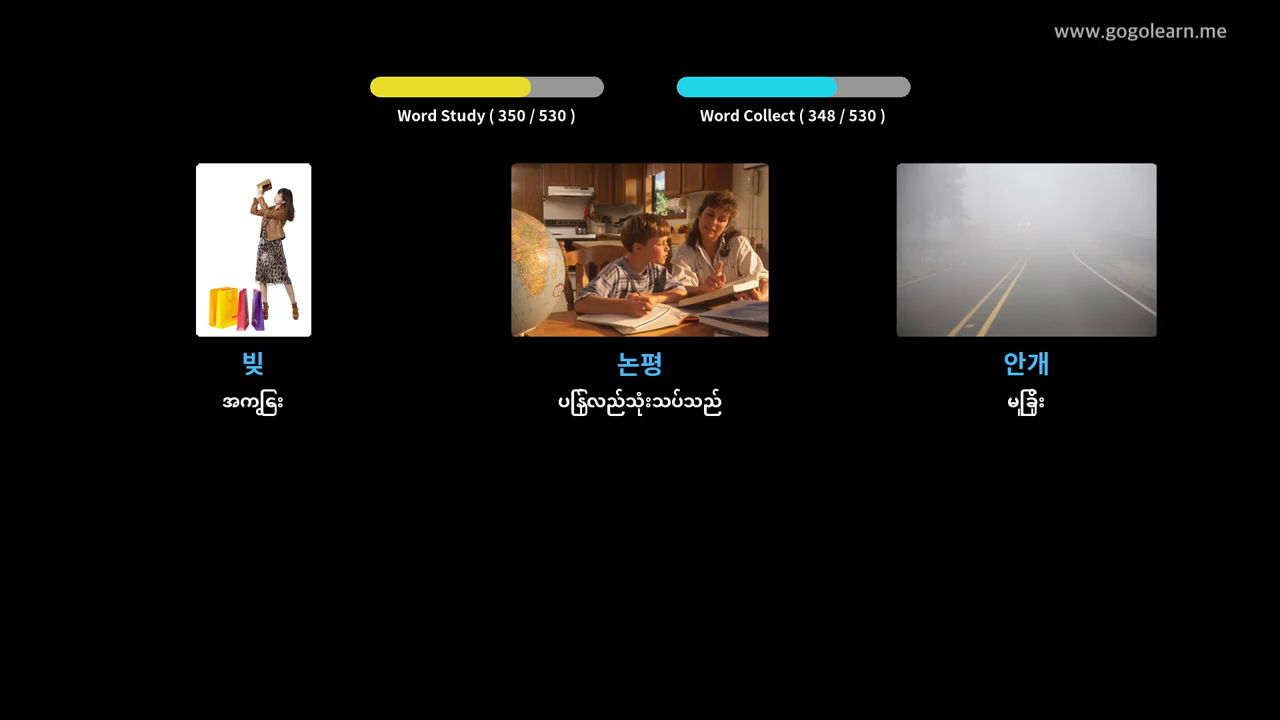 www.gogolearn.me
Word Study ( 350 / 530 )
Word Collect ( 348 / 530 )
빚
논평
안개
အကြွေး
ပြန်လည်သုံးသပ်သည်
မြူခိုး